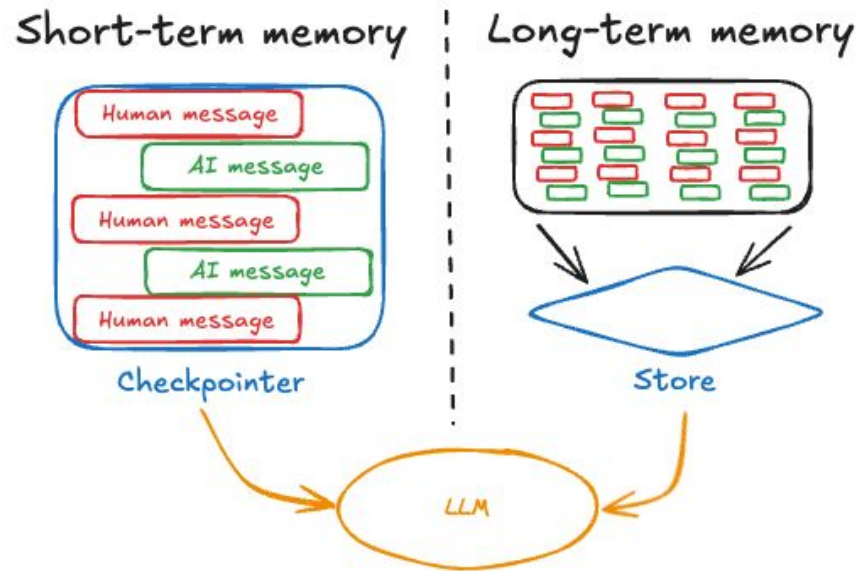 Short-term memory
Long-term memory
Human message
AI message
Human message
AI message
Human message
Checkpointer
Store
LLM